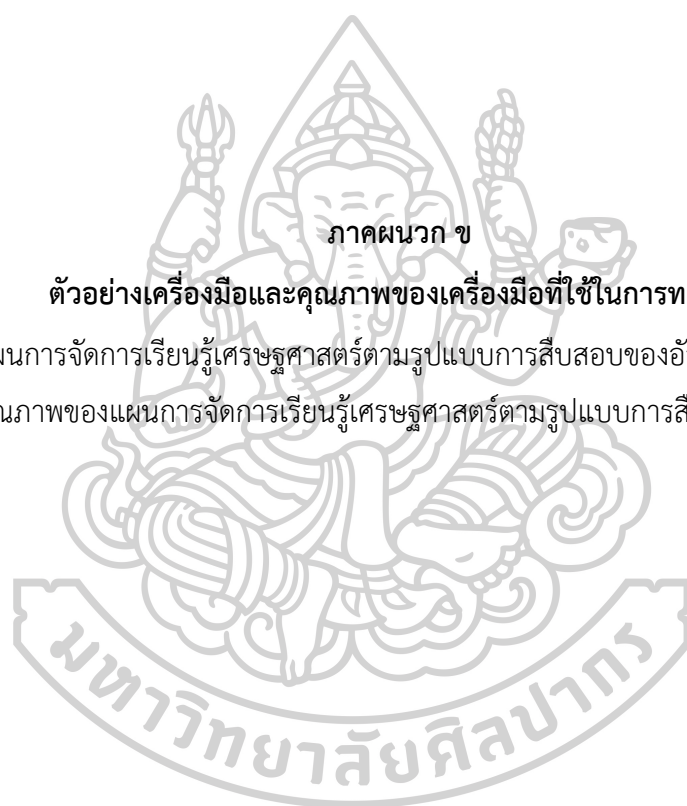 ภาคผนวก ข
ตัวอย่างเครื่องมือและคุณภาพของเครื่องมือที่ใช้ในการท
ผนการจัดการเรียนรู้เศรษฐศาสตร์ตามรูปแบบการสืบสอบของอั
ณภาพของแผนการจัดการเรียนรู้เศรษฐศาสตร์ตามรูปแบบการสื
มหาวิทยาลัยศิลปากร